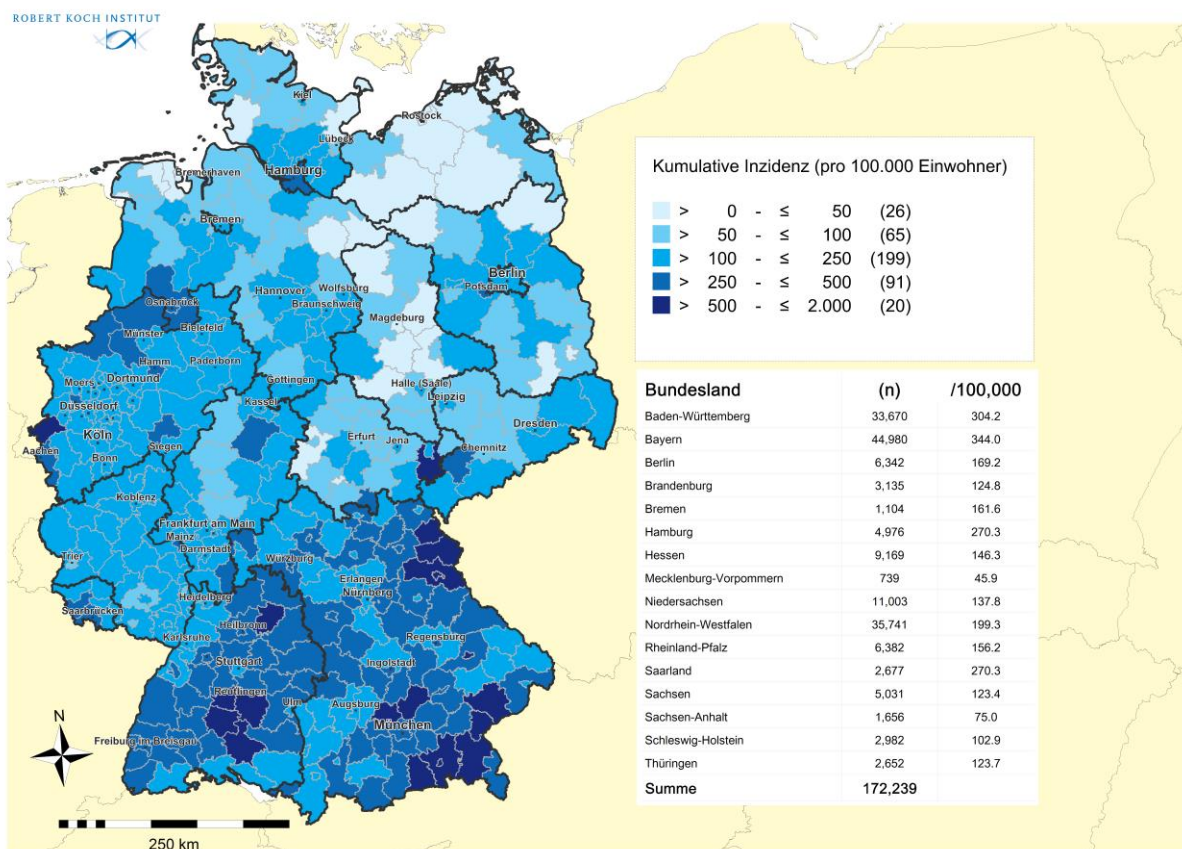 ROBERT KOCH INSTITUT
Kiel
Rostock
Lübeck
Hamburg
Bremerhaven
Bremen
Berlin
Potsdam
Hannover
Wolfsburg
Braunschweig
Osnabrück
Magdeburg
Münster
Bielefeld
Hamm
Paderborn
Moers
Dortmund
Göttingen
Halle (Saale)
Leipzig
Düsseldorf
Kassel
Dresden
Köln
Erfurt
Jena
Chemnitz
Aachen
Siegen
Bonn
Koblenz
Frankfurt am Main
Mainz
Darmstadt
Würzburg
Trier
Erlangen
Nürnberg
Saarbrücken
Heidelberg
Heilbronn
Karlsruhe
Regensburg
Stuttgart
Ingolstadt
Reutlingen
Ulm
Augsburg
München
Freiburg im Breisgau
N
250 km
Kumulative Inzidenz (pro 100.000 Einwohner)
> 0 - ≤ 50 (26)
> 50 - ≤ 100 (65)
> 100 - ≤ 250 (199)
> 250 - ≤ 500 (91)
> 500 - ≤ 2.000 (20)
Bundesland (n) /100,000
Baden-Württemberg 33,670 304.2
Bayern 44,980 344.0
Berlin 6,342 169.2
Brandenburg 3,135 124.8
Bremen 1,104 161.6
Hamburg 4,976 270.3
Hessen 9,169 146.3
Mecklenburg-Vorpommern 739 45.9
Niedersachsen 11,003 137.8
Nordrhein-Westfalen 35,741 199.3
Rheinland-Pfalz 6,382 156.2
Saarland 2,677 270.3
Sachsen 5,031 123.4
Sachsen-Anhalt 1,656 75.0
Schleswig-Holstein 2,982 102.9
Thüringen 2,652 123.7
Summe 172,239